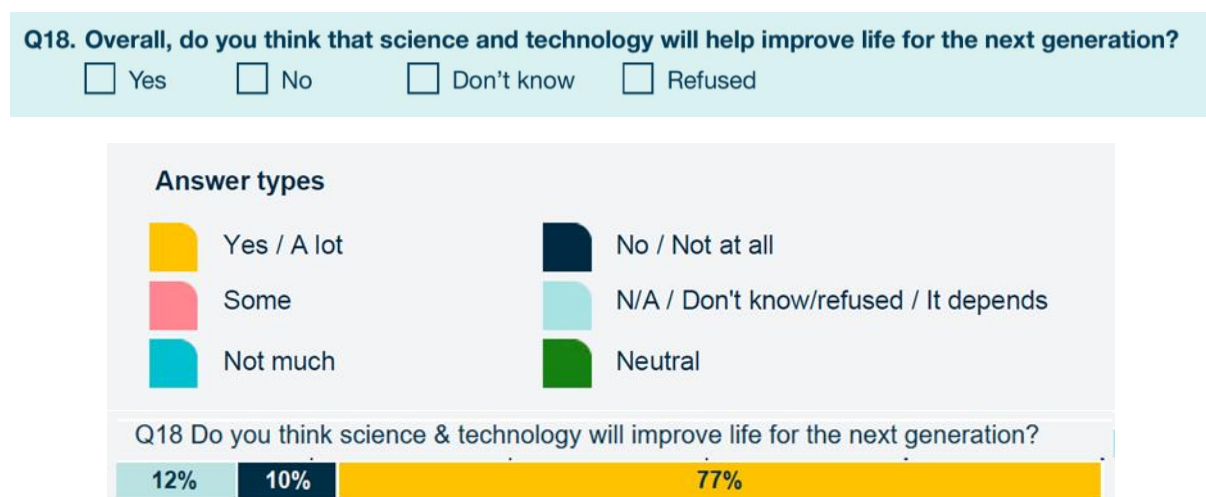 Q18. Overall, do you think that science and technology will help improve life for the next generation?
Yes No Don't know Refused
Answer types
Yes / A lot No / Not at all
Some N/A / Don't know/refused / It depends
Not much Neutral
Q18 Do you think science & technology will improve life for the next generation?
12% 10% 77%